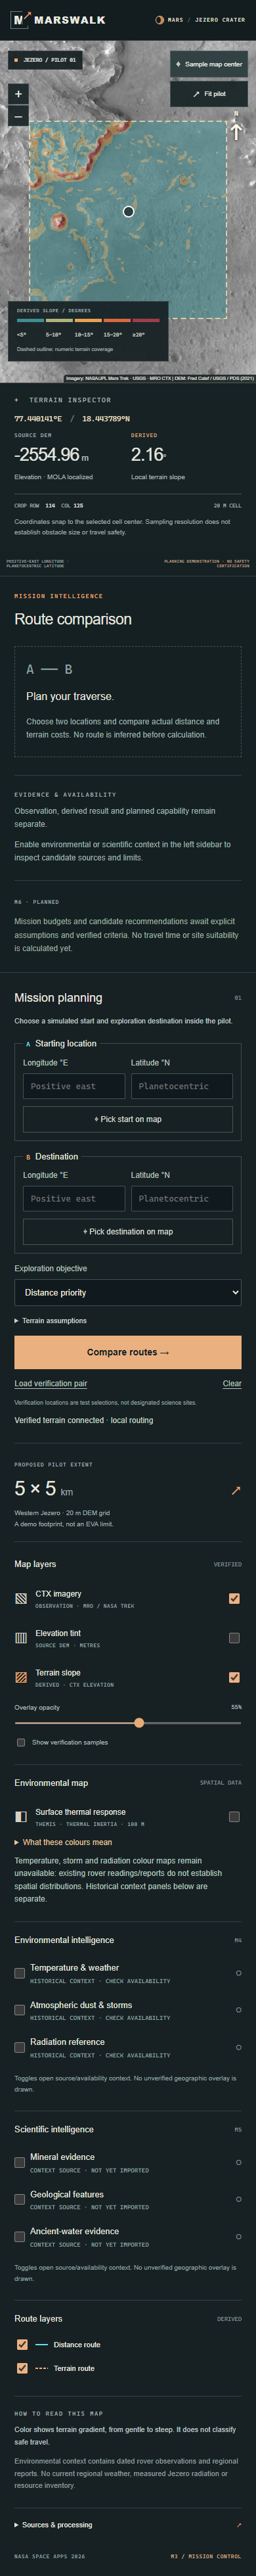 MARSWALK
MARS / JEZERO CRATER
N JEZERO / PILOT 01
⌖ Sample map center
↗ Fit pilot
+
−
N
DERIVED SLOPE / DEGREES
<5° 5–10° 10–15° 15–20° ≥20°
Dashed outline: numeric terrain coverage
Imagery: NASA/JPL Mars Trek · USGS · MRO CTX | DEM: Fred Calef / USGS / PDS (2021)
⌖ TERRAIN INSPECTOR
77.440141°E / 18.443789°N
SOURCE DEM
-2554.96 m
Elevation · MOLA localized
DERIVED
2.16°
Local terrain slope
CROP ROW 114 COL 125
20 M CELL
Coordinates snap to the selected cell center. Sampling resolution does not
establish obstacle size or travel safety.
POSITIVE-EAST LONGITUDE ·
PLANETOCENTRIC LATITUDE
PLANNING DEMONSTRATION · NO SAFETY
CERTIFICATION
MISSION INTELLIGENCE
Route comparison
A — B
Plan your traverse.
Choose two locations and compare actual distance and
terrain costs. No route is inferred before calculation.
EVIDENCE & AVAILABILITY
Observation, derived result and planned capability remain
separate.
Enable environmental or scientific context in the left sidebar to
inspect candidate sources and limits.
M6 · PLANNED
Mission budgets and candidate recommendations await explicit
assumptions and verified criteria. No travel time or site suitability
is calculated yet.
Mission planning
01
Choose a simulated start and exploration destination inside the pilot.
A Starting location
Longitude °E
Latitude °N
Positive east
Planetocentric
⌖ Pick start on map
B Destination
Longitude °E
Latitude °N
Positive east
Planetocentric
⌖ Pick destination on map
Exploration objective
Distance priority
▸ Terrain assumptions
Compare routes →
Load verification pair
Clear
Verification locations are test selections, not designated science sites.
Verified terrain connected · local routing
PROPOSED PILOT EXTENT
5 × 5 km
↗
Western Jezero · 20 m DEM grid
A demo footprint, not an EVA limit.
Map layers
VERIFIED
CTX imagery
OBSERVATION · MRO / NASA TREK
Elevation tint
SOURCE DEM · METRES
Terrain slope
DERIVED · CTX ELEVATION
Overlay opacity
55%
Show verification samples
Environmental map
SPATIAL DATA
Surface thermal response
THEMIS · THERMAL INERTIA · 100 M
▸ What these colours mean
Temperature, storm and radiation colour maps remain
unavailable: existing rover readings/reports do not establish
spatial distributions. Historical context panels below are
separate.
Environmental intelligence
M4
Temperature & weather
HISTORICAL CONTEXT · CHECK AVAILABILITY
Atmospheric dust & storms
HISTORICAL CONTEXT · CHECK AVAILABILITY
Radiation reference
HISTORICAL CONTEXT · CHECK AVAILABILITY
Toggles open source/availability context. No unverified geographic overlay is
drawn.
Scientific intelligence
M5
Mineral evidence
CONTEXT SOURCE · NOT YET IMPORTED
Geological features
CONTEXT SOURCE · NOT YET IMPORTED
Ancient-water evidence
CONTEXT SOURCE · NOT YET IMPORTED
Toggles open source/availability context. No unverified geographic overlay is
drawn.
Route layers
DERIVED
Distance route
Terrain route
HOW TO READ THIS MAP
Color shows terrain gradient, from gentle to steep. It does not classify
safe travel.
Environmental context contains dated rover observations and regional
reports. No current regional weather, measured Jezero radiation or
resource inventory.
▸ Sources & processing
↗
NASA SPACE APPS 2026
M3 / MISSION CONTROL